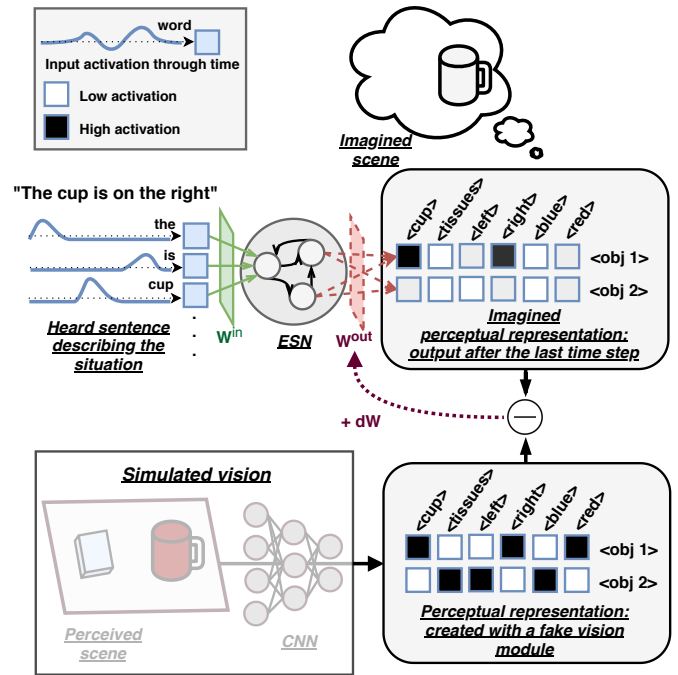 word
Input activation through time
Low activation
High activation
Imagined
scene
"The cup is on the right"
the
is
cup
.
.
.
Heard sentence
describing the
situation
W^in
ESN
W^out
<cup>
<tissues>
<left>
<right>
<blue>
<red>
<obj 1>
<obj 2>
Imagined
perceptual representation:
output after the last time step
+ dW
Simulated vision
Perceived
scene
CNN
<cup>
<tissues>
<left>
<right>
<blue>
<red>
<obj 1>
<obj 2>
Perceptual representation:
created with a fake vision
module